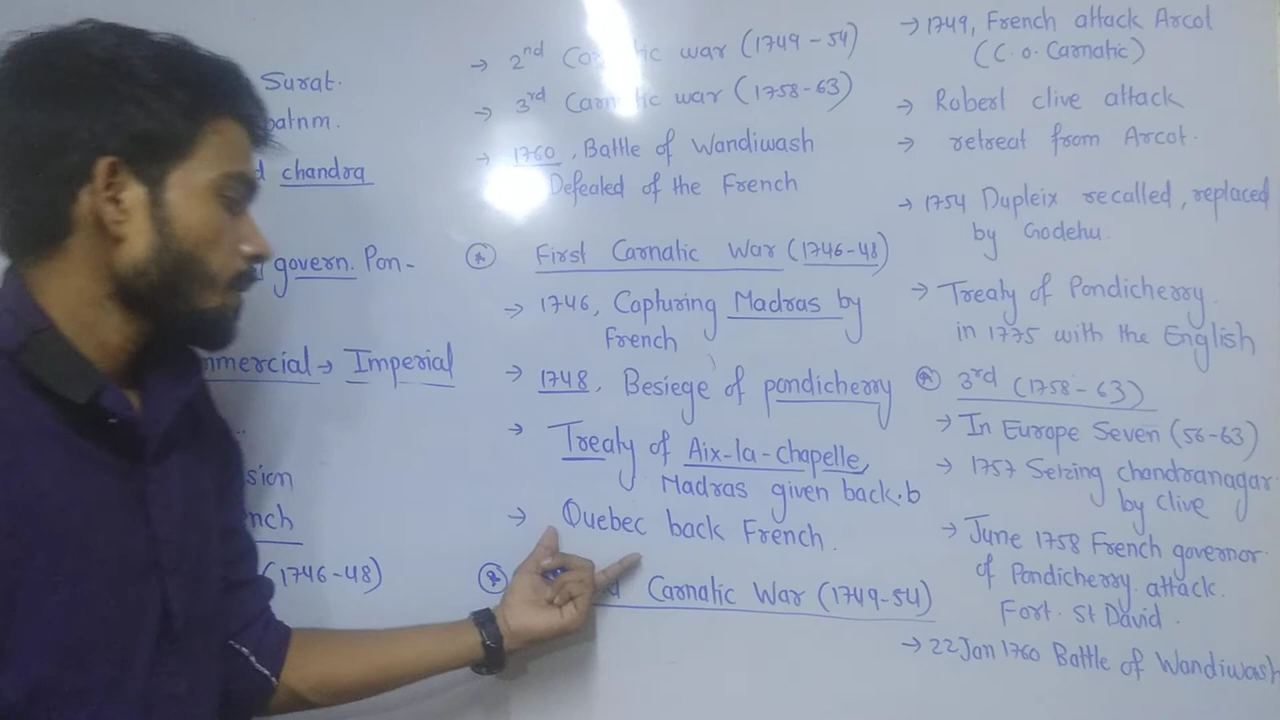 Surat.
patnm.
d chandra
govern. Pon-
mmercial → Imperial
sion
nch
(1746-48)
→ 2nd Ca tic war (1749-54)
→ 3rd Carn tic war (1758-63)
→ 1760, Battle of Wandiwash
Defeated of the French
First Carnatic War (1746-48)
→ 1746, Capturing Madras by
French
→ 1748, Besiege of pondicherry
→ Treaty of Aix-la-chapelle,
Madras given back.b
→ Quebec back French.
d Carnatic War (1749-54)
→ 1749, French attack Arcot
(C.o. Carnatic)
→ Robert clive attack
→ retreat from Arcot.
→ 1754 Dupleix recalled, replaced
by Godehu.
→ Treaty of Pondicherry
in 1775 with the English
3rd (1758-63)
→ In Europe Seven (56-63)
→ 1757 Seizing chandranagar
by Clive
→ June 1758 French governor
of Pondicherry attack.
Fort. St David.
→ 22 Jan 1760 Battle of Wandiwash